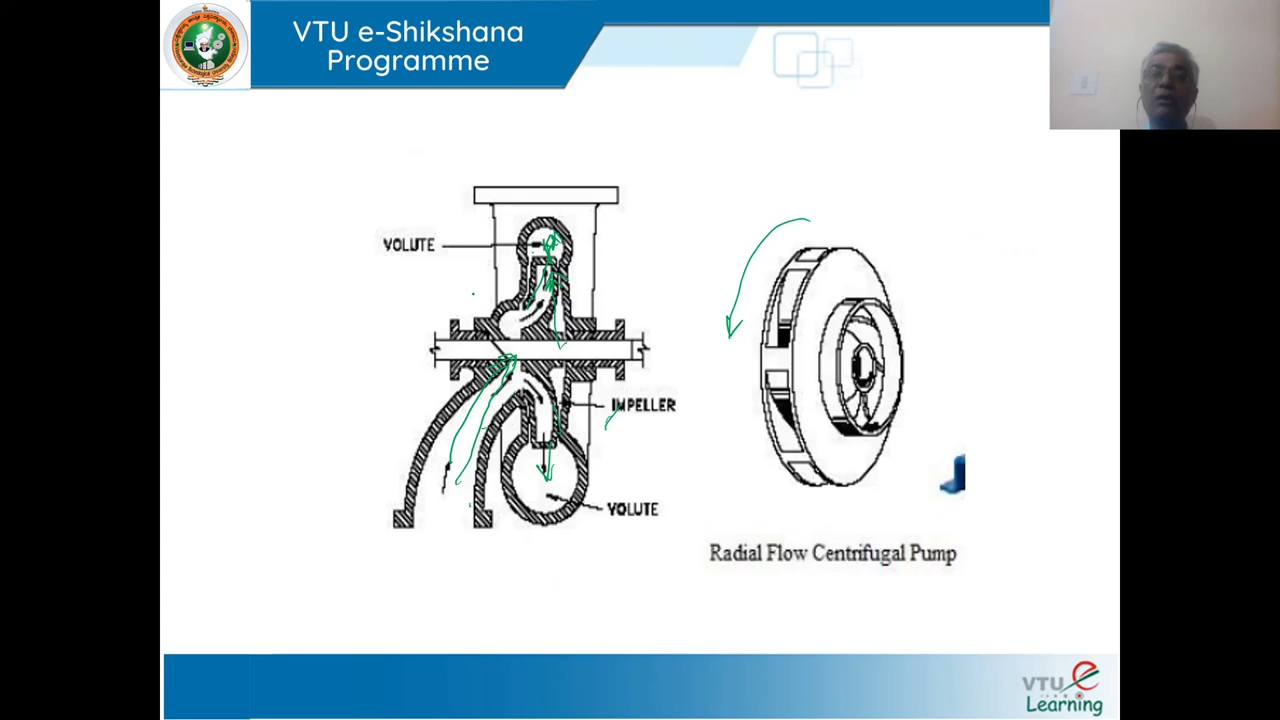 VTU e-Shikshana
Programme
VOLUTE
IMPELLER
VOLUTE
Radial Flow Centrifugal Pump
VTU e
Learning